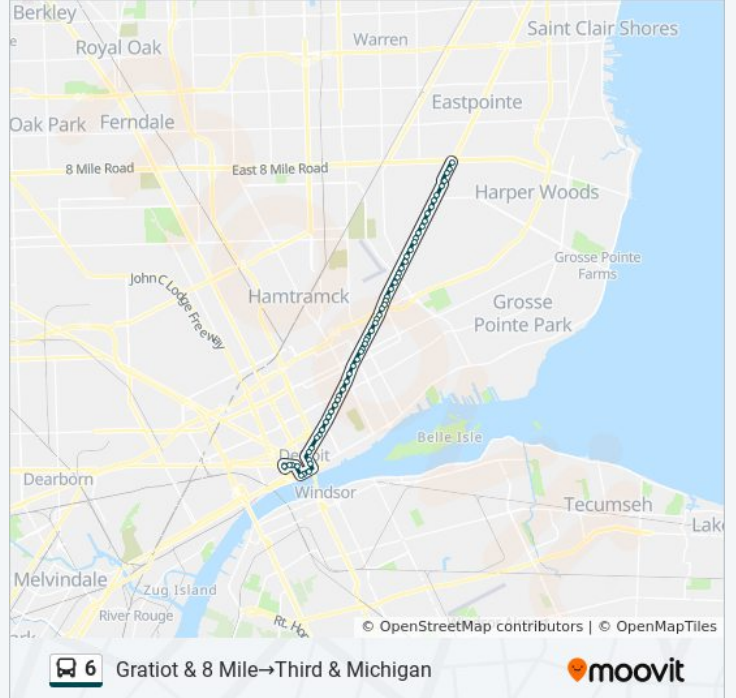 Berkley
Saint Clair Shores
Royal Oak
Warren
Eastpointe
Oak Park
Ferndale
8 Mile Road
East 8 Mile Road
Harper Woods
Grosse Pointe
Farms
John C Lodge Freeway
Hamtramck
Grosse
Pointe Park
Belle Isle
Detroit
Dearborn
Windsor
Tecumseh
Melvindale
Zug Island
River Rouge
© OpenStreetMap contributors | © OpenMapTiles
6 Gratiot & 8 Mile→Third & Michigan
moovit